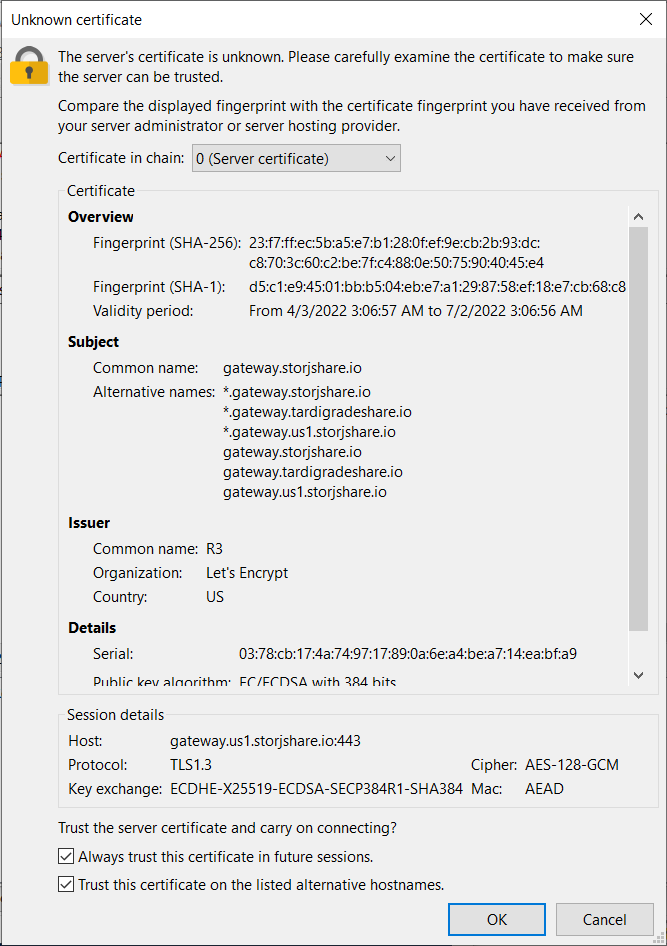 Unknown certificate
The server's certificate is unknown. Please carefully examine the certificate to make sure
the server can be trusted.
Compare the displayed fingerprint with the certificate fingerprint you have received from
your server administrator or server hosting provider.
Certificate in chain: 0 (Server certificate)
Certificate
Overview
Fingerprint (SHA-256): 23:f7:ff:ec:5b:a5:e7:b1:28:0f:ef:9e:cb:2b:93:dc:
c8:70:3c:60:c2:be:7f:c4:88:0e:50:75:90:40:45:e4
Fingerprint (SHA-1): d5:c1:e9:45:01:bb:b5:04:eb:e7:a1:29:87:58:ef:18:e7:cb:68:c8
Validity period: From 4/3/2022 3:06:57 AM to 7/2/2022 3:06:56 AM
Subject
Common name: gateway.storjshare.io
Alternative names: *.gateway.storjshare.io
*.gateway.tardigradeshare.io
*.gateway.us1.storjshare.io
gateway.storjshare.io
gateway.tardigradeshare.io
gateway.us1.storjshare.io
Issuer
Common name: R3
Organization: Let's Encrypt
Country: US
Details
Serial: 03:78:cb:17:4a:74:97:17:89:0a:6e:a4:be:a7:14:ea:bf:a9
Public key algorithm: EC/ECDSA with 384 bits
Session details
Host: gateway.us1.storjshare.io:443
Protocol: TLS1.3 Cipher: AES-128-GCM
Key exchange: ECDHE-X25519-ECDSA-SECP384R1-SHA384 Mac: AEAD
Trust the server certificate and carry on connecting?
Always trust this certificate in future sessions.
Trust this certificate on the listed alternative hostnames.
OK Cancel